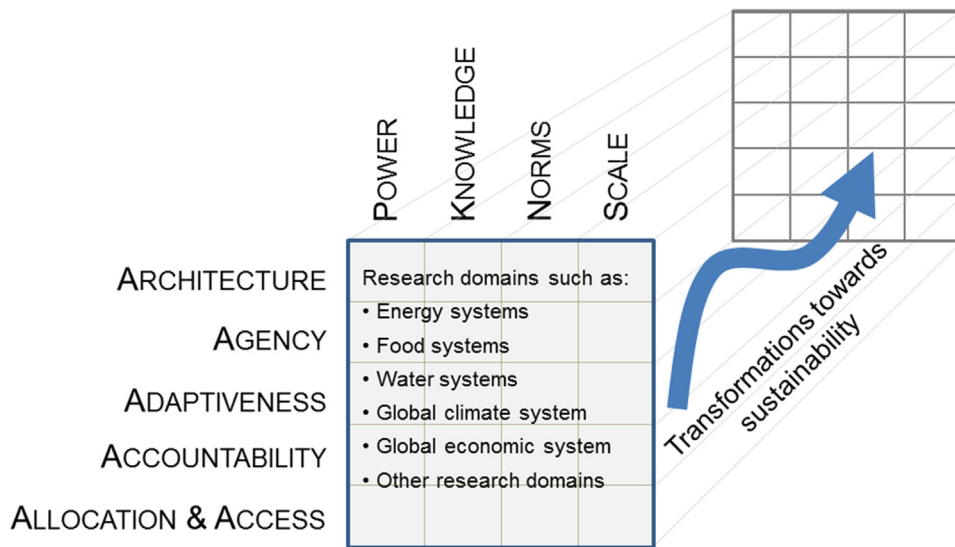 POWER
KNOWLEDGE
NORMS
SCALE
ARCHITECTURE
AGENCY
ADAPTIVENESS
ACCOUNTABILITY
ALLOCATION & ACCESS
Research domains such as:
• Energy systems
• Food systems
• Water systems
• Global climate system
• Global economic system
• Other research domains
Transformations towards
sustainability